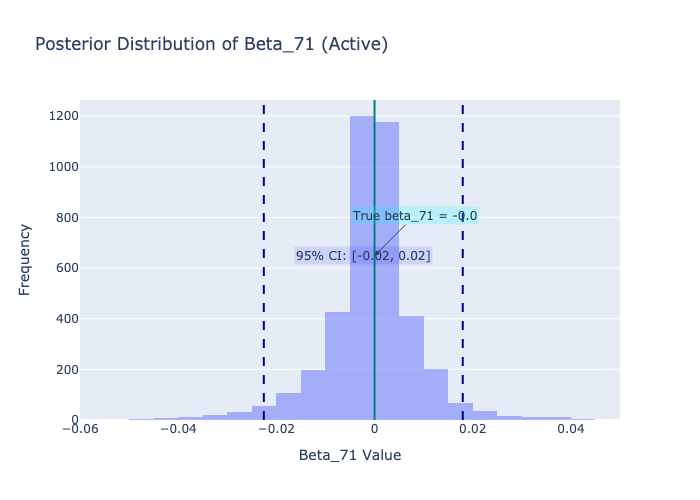 Posterior Distribution of Beta_71 (Active)
1200
1000
800
600
400
200
0
Frequency
True beta_71 = -0.0
95% CI: [-0.02, 0.02]
−0.06
−0.04
−0.02
0
0.02
0.04
Beta_71 Value